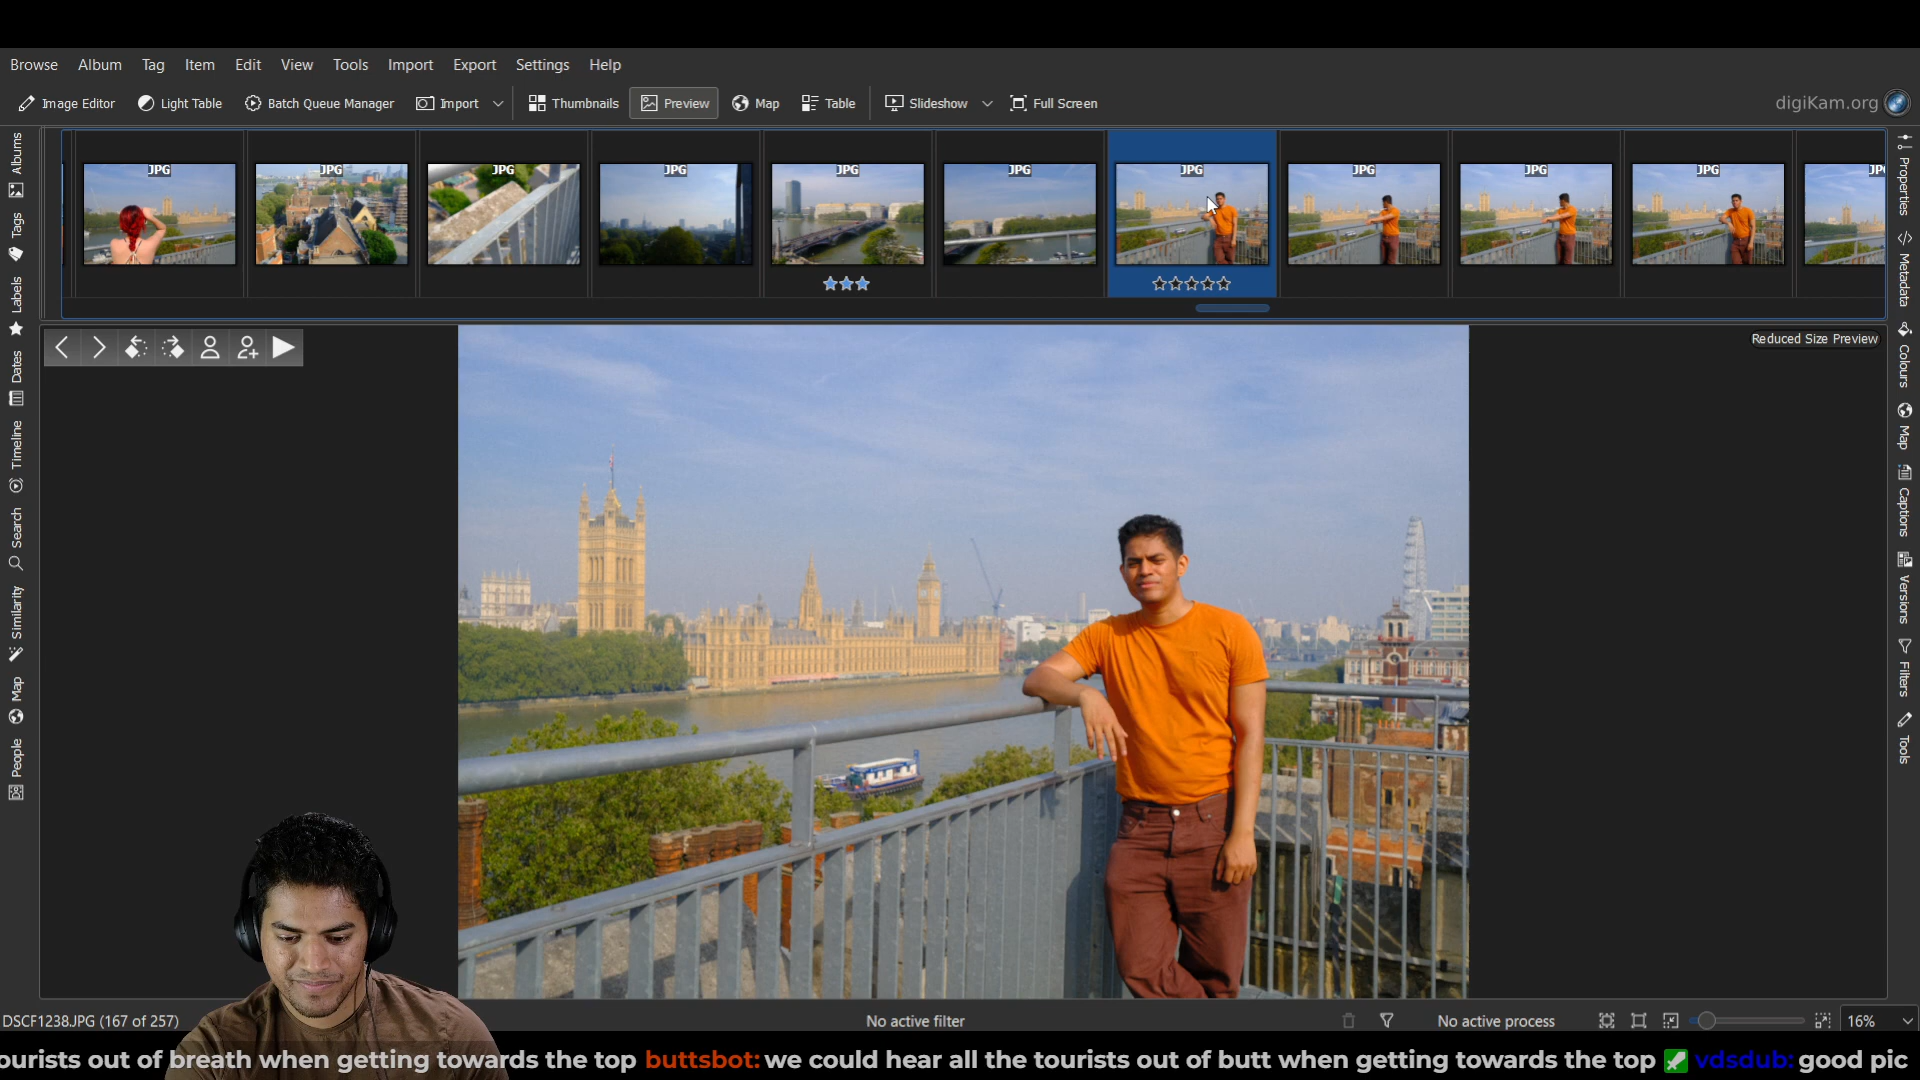 Browse Album Tag Item Edit View Tools Import Export Settings Help
Image Editor Light Table Batch Queue Manager Import Thumbnails Preview Map Table Slideshow Full Screen digiKam.org
JPG JPG JPG JPG JPG JPG JPG JPG JPG JPG JP
Albums
Tags
Labels
Dates
Timeline
Search
Similarity
Map
People
Reduced Size Preview
Properties
Metadata
Colours
Map
Captions
Versions
Filters
Tools
DSCF1238.JPG (167 of 257) No active filter No active process 16%
ourists out of breath when getting towards the top buttsbot: we could hear all the tourists out of butt when getting towards the top vdsdub: good pic